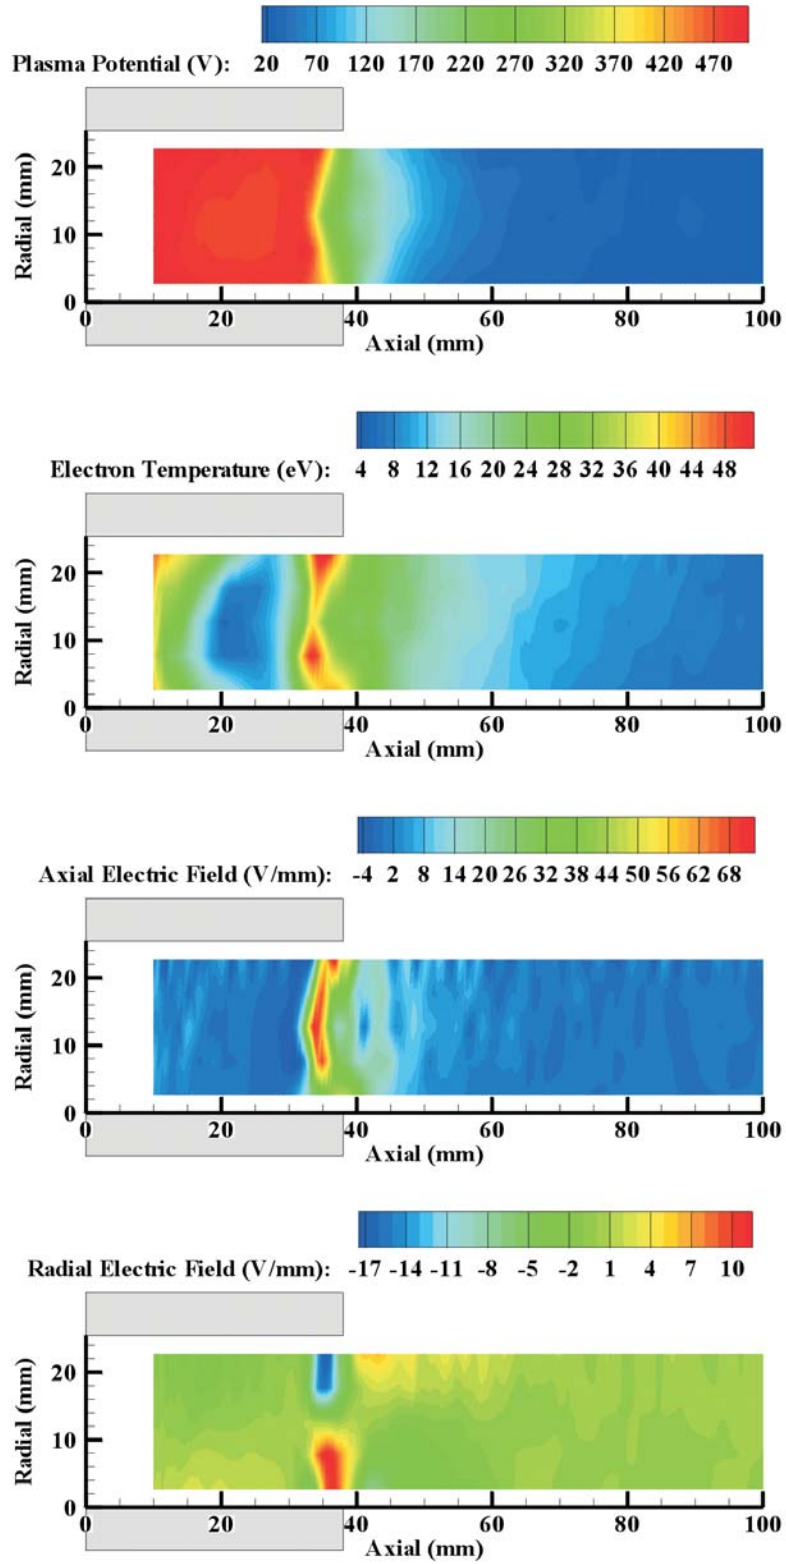 Plasma Potential (V): 20 70 120 170 220 270 320 370 420 470
20
10
0
Radial (mm)
0 20 40 60 80 100
Axial (mm)
Electron Temperature (eV): 4 8 12 16 20 24 28 32 36 40 44 48
20
10
0
Radial (mm)
0 20 40 60 80 100
Axial (mm)
Axial Electric Field (V/mm): -4 2 8 14 20 26 32 38 44 50 56 62 68
20
10
0
Radial (mm)
0 20 40 60 80 100
Axial (mm)
Radial Electric Field (V/mm): -17 -14 -11 -8 -5 -2 1 4 7 10
20
10
0
Radial (mm)
0 20 40 60 80 100
Axial (mm)